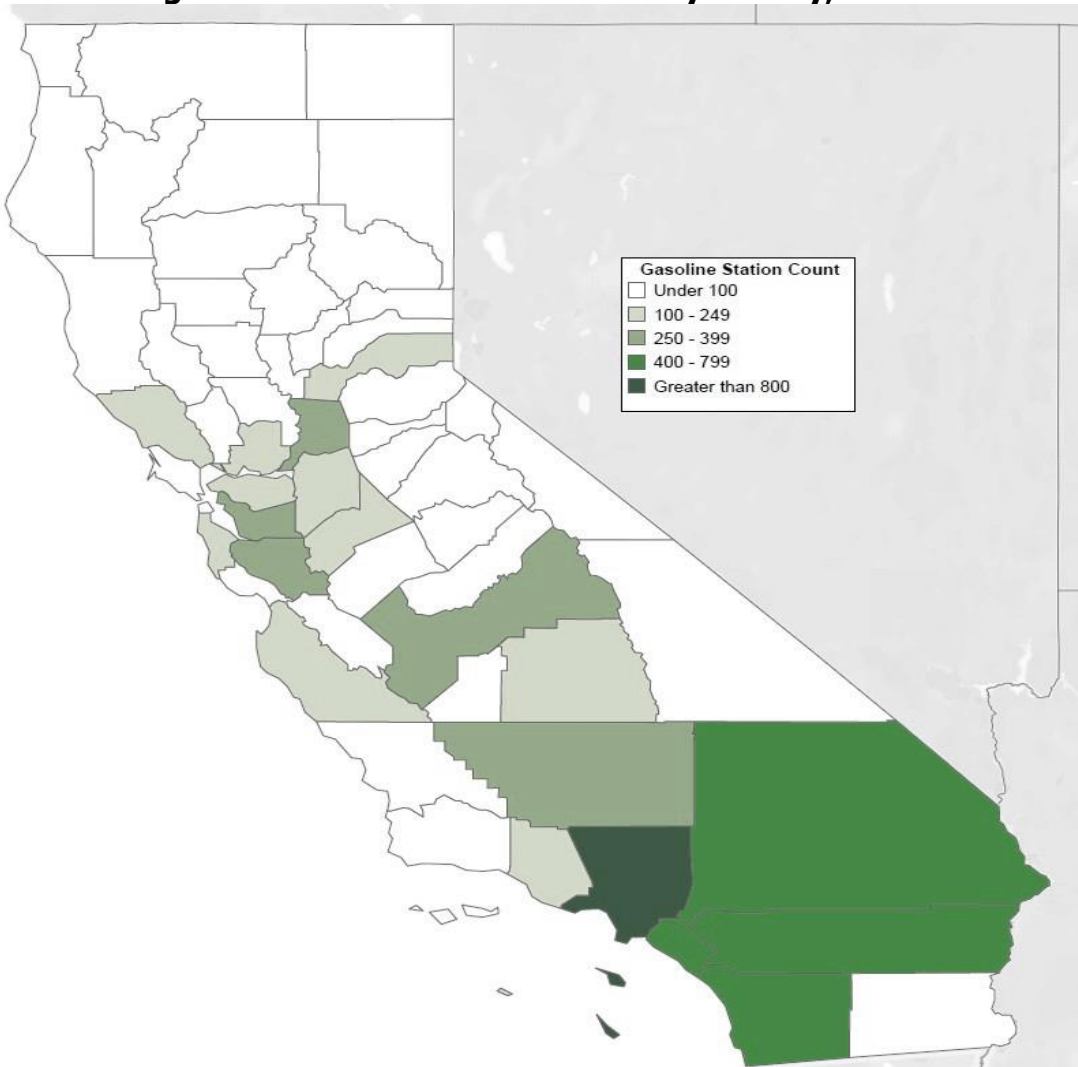 Gasoline Station Count
Under 100
100 - 249
250 - 399
400 - 799
Greater than 800